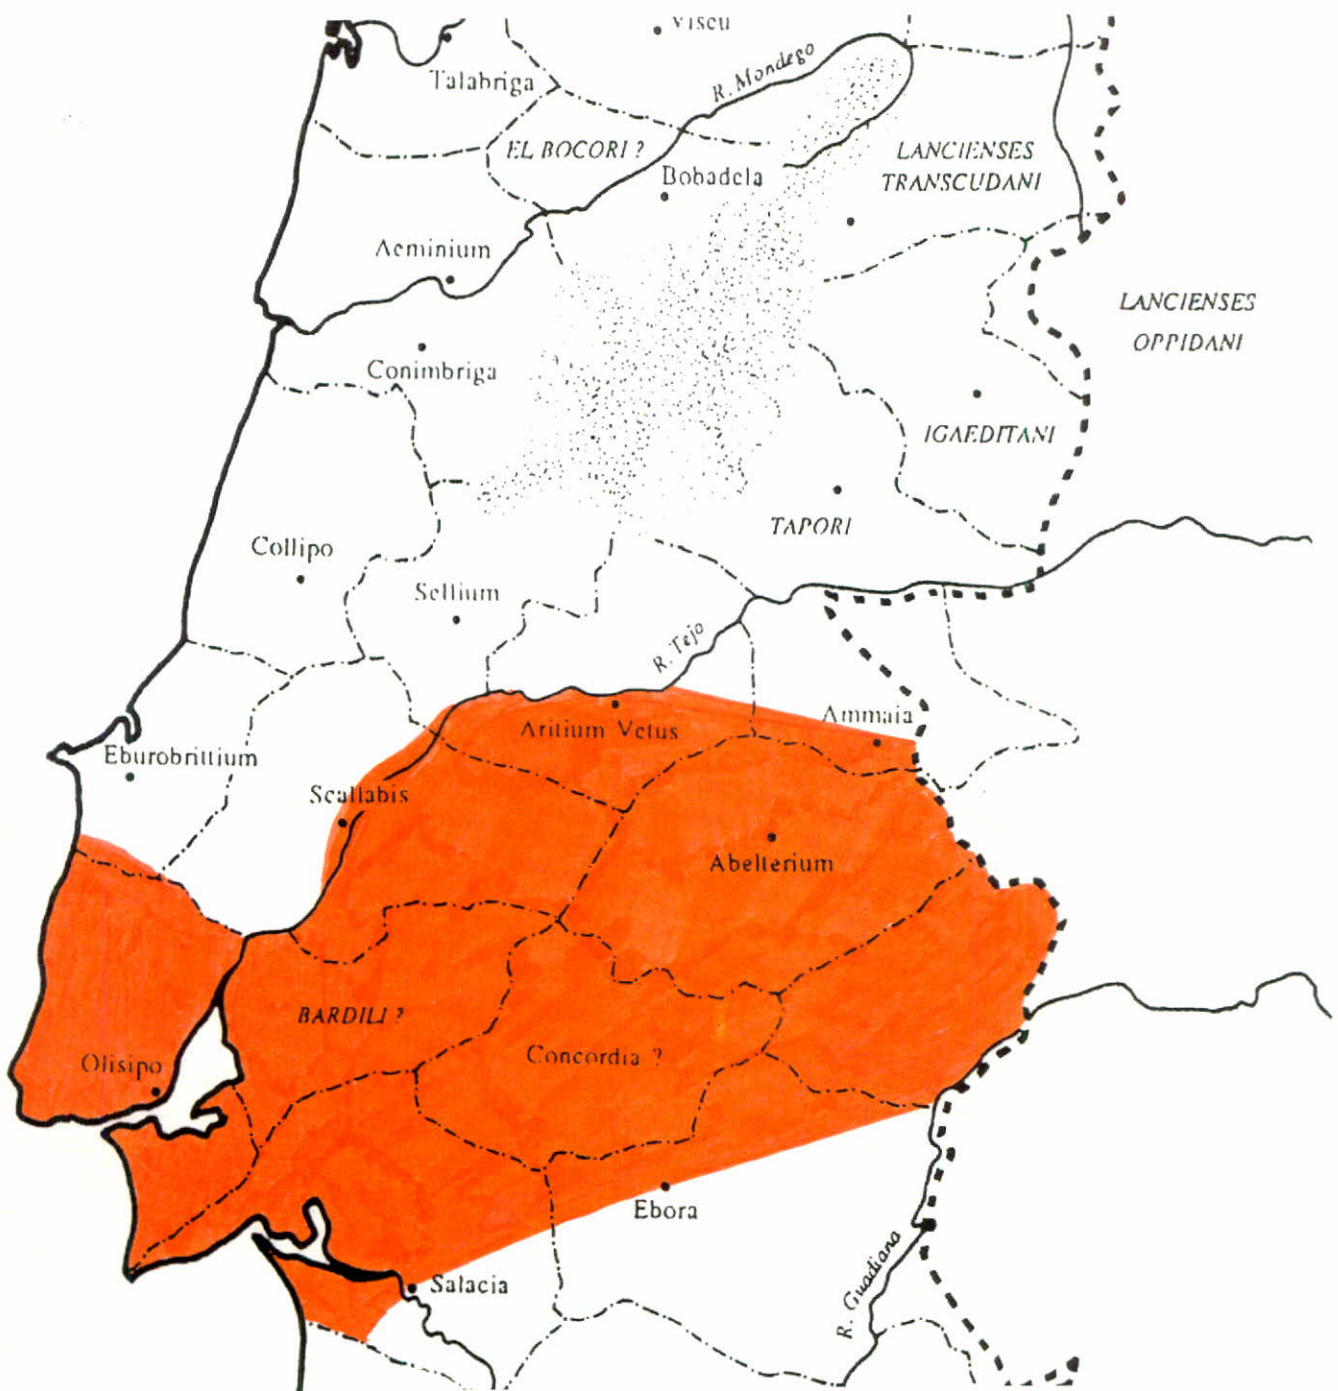 Viseu
R. Mondego
Talabriga
EL BOCORI ?
LANCIENSES
TRANSCUDANI
Bobadela
Aeminium
LANCIENSES
OPPIDANI
Conimbriga
IGAEDITANI
TAPORI
Collipo
Sellium
R. Tejo
Aritium Vetus
Ammaia
Eburobrittium
Scallabis
Abelterium
BARDILI ?
Concordia ?
Olisipo
Ebora
R. Guadiana
Salacia